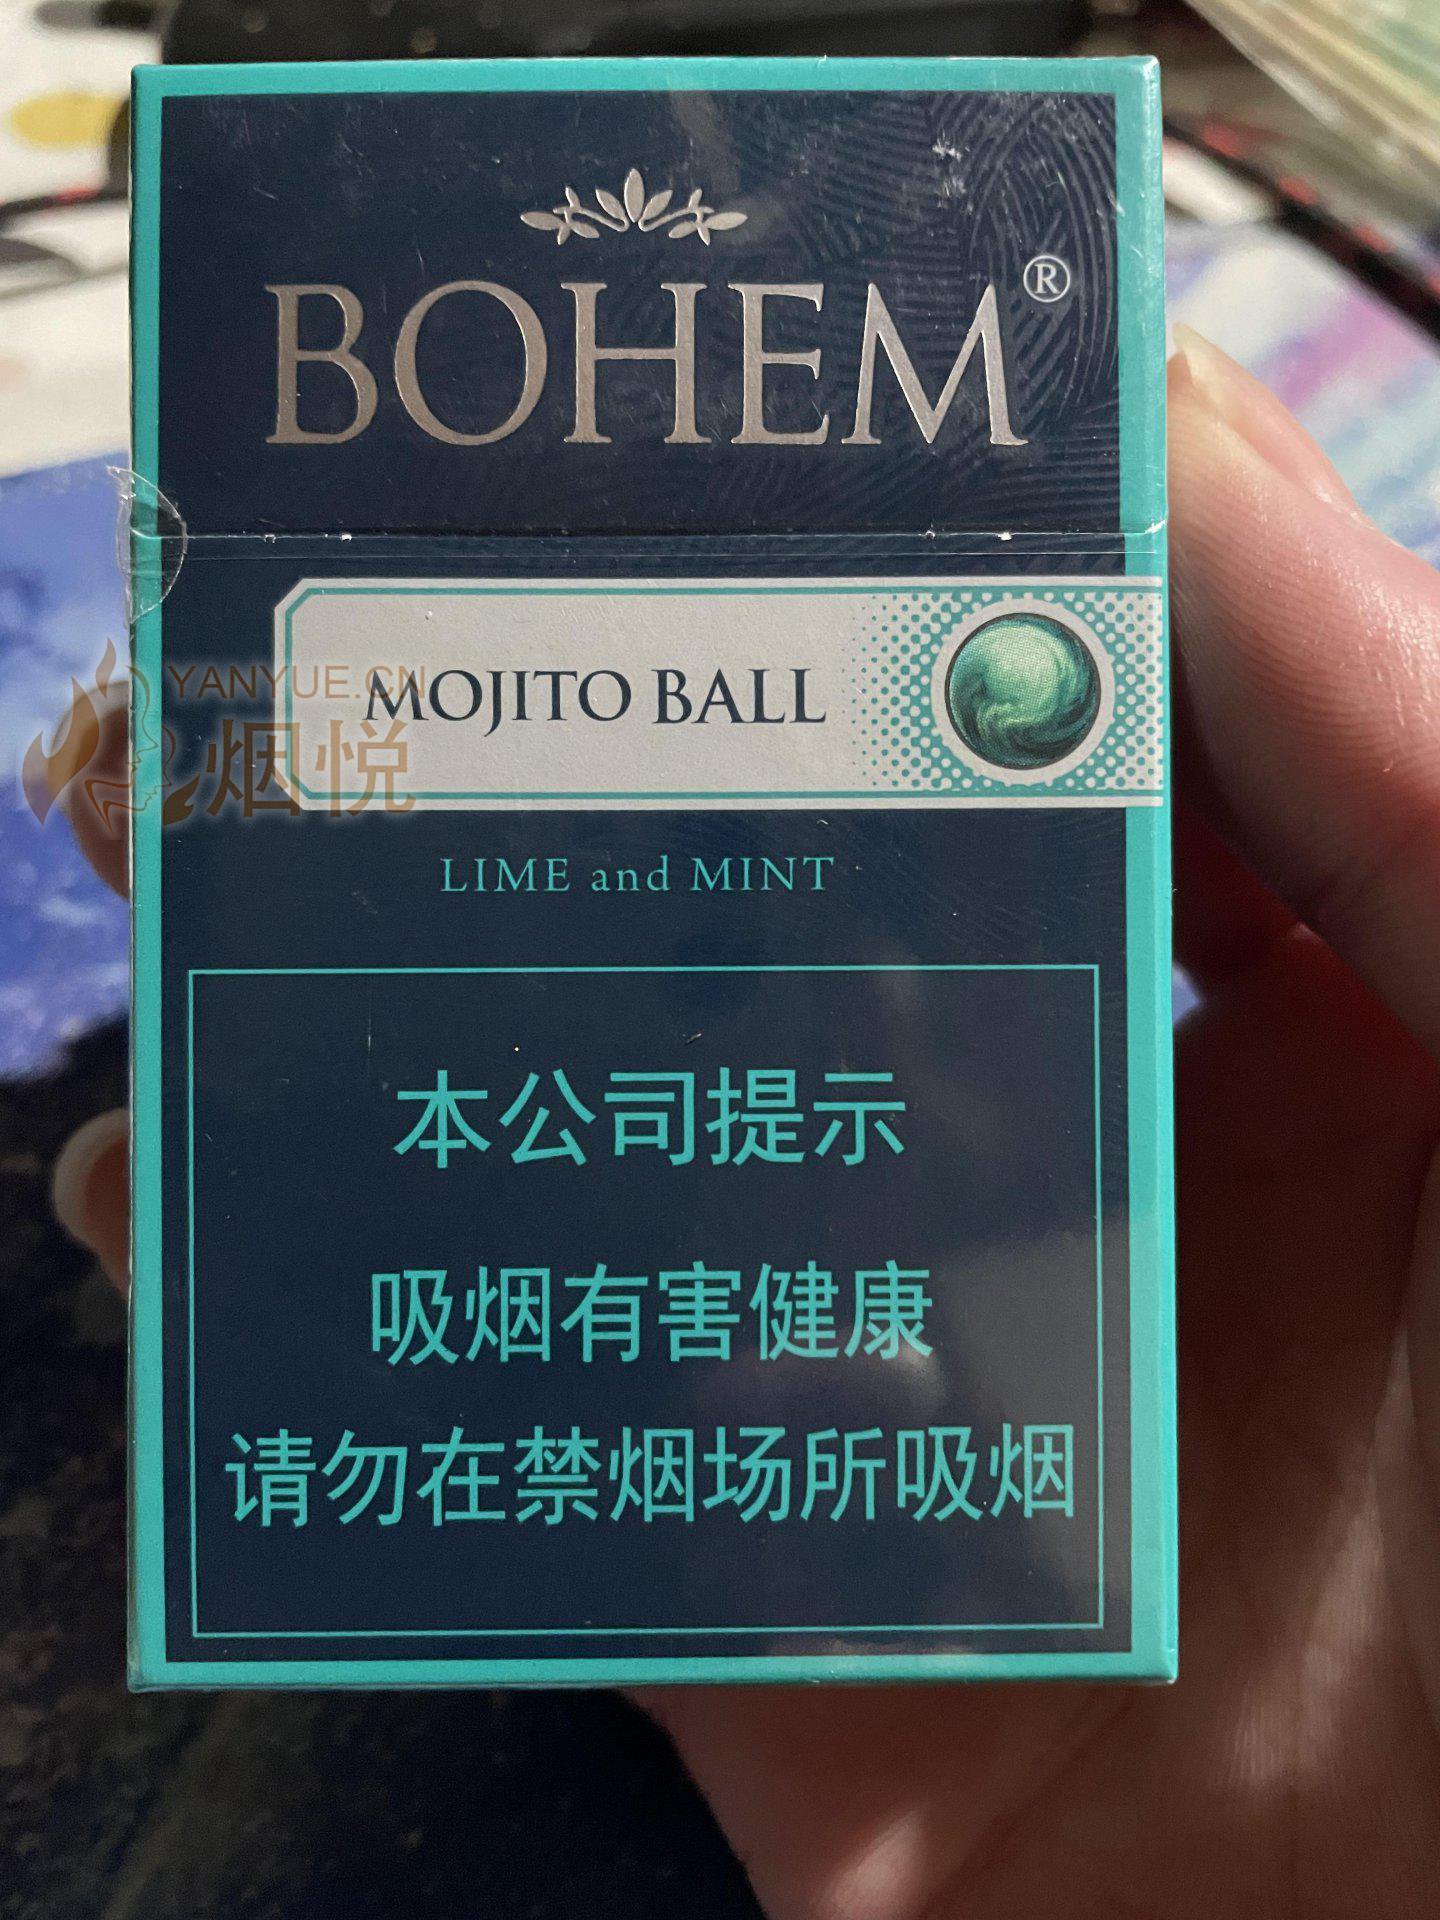 BOHEM®
YANYUE.CN
烟悦
MOJITO BALL
LIME and MINT
本公司提示
吸烟有害健康
请勿在禁烟场所吸烟